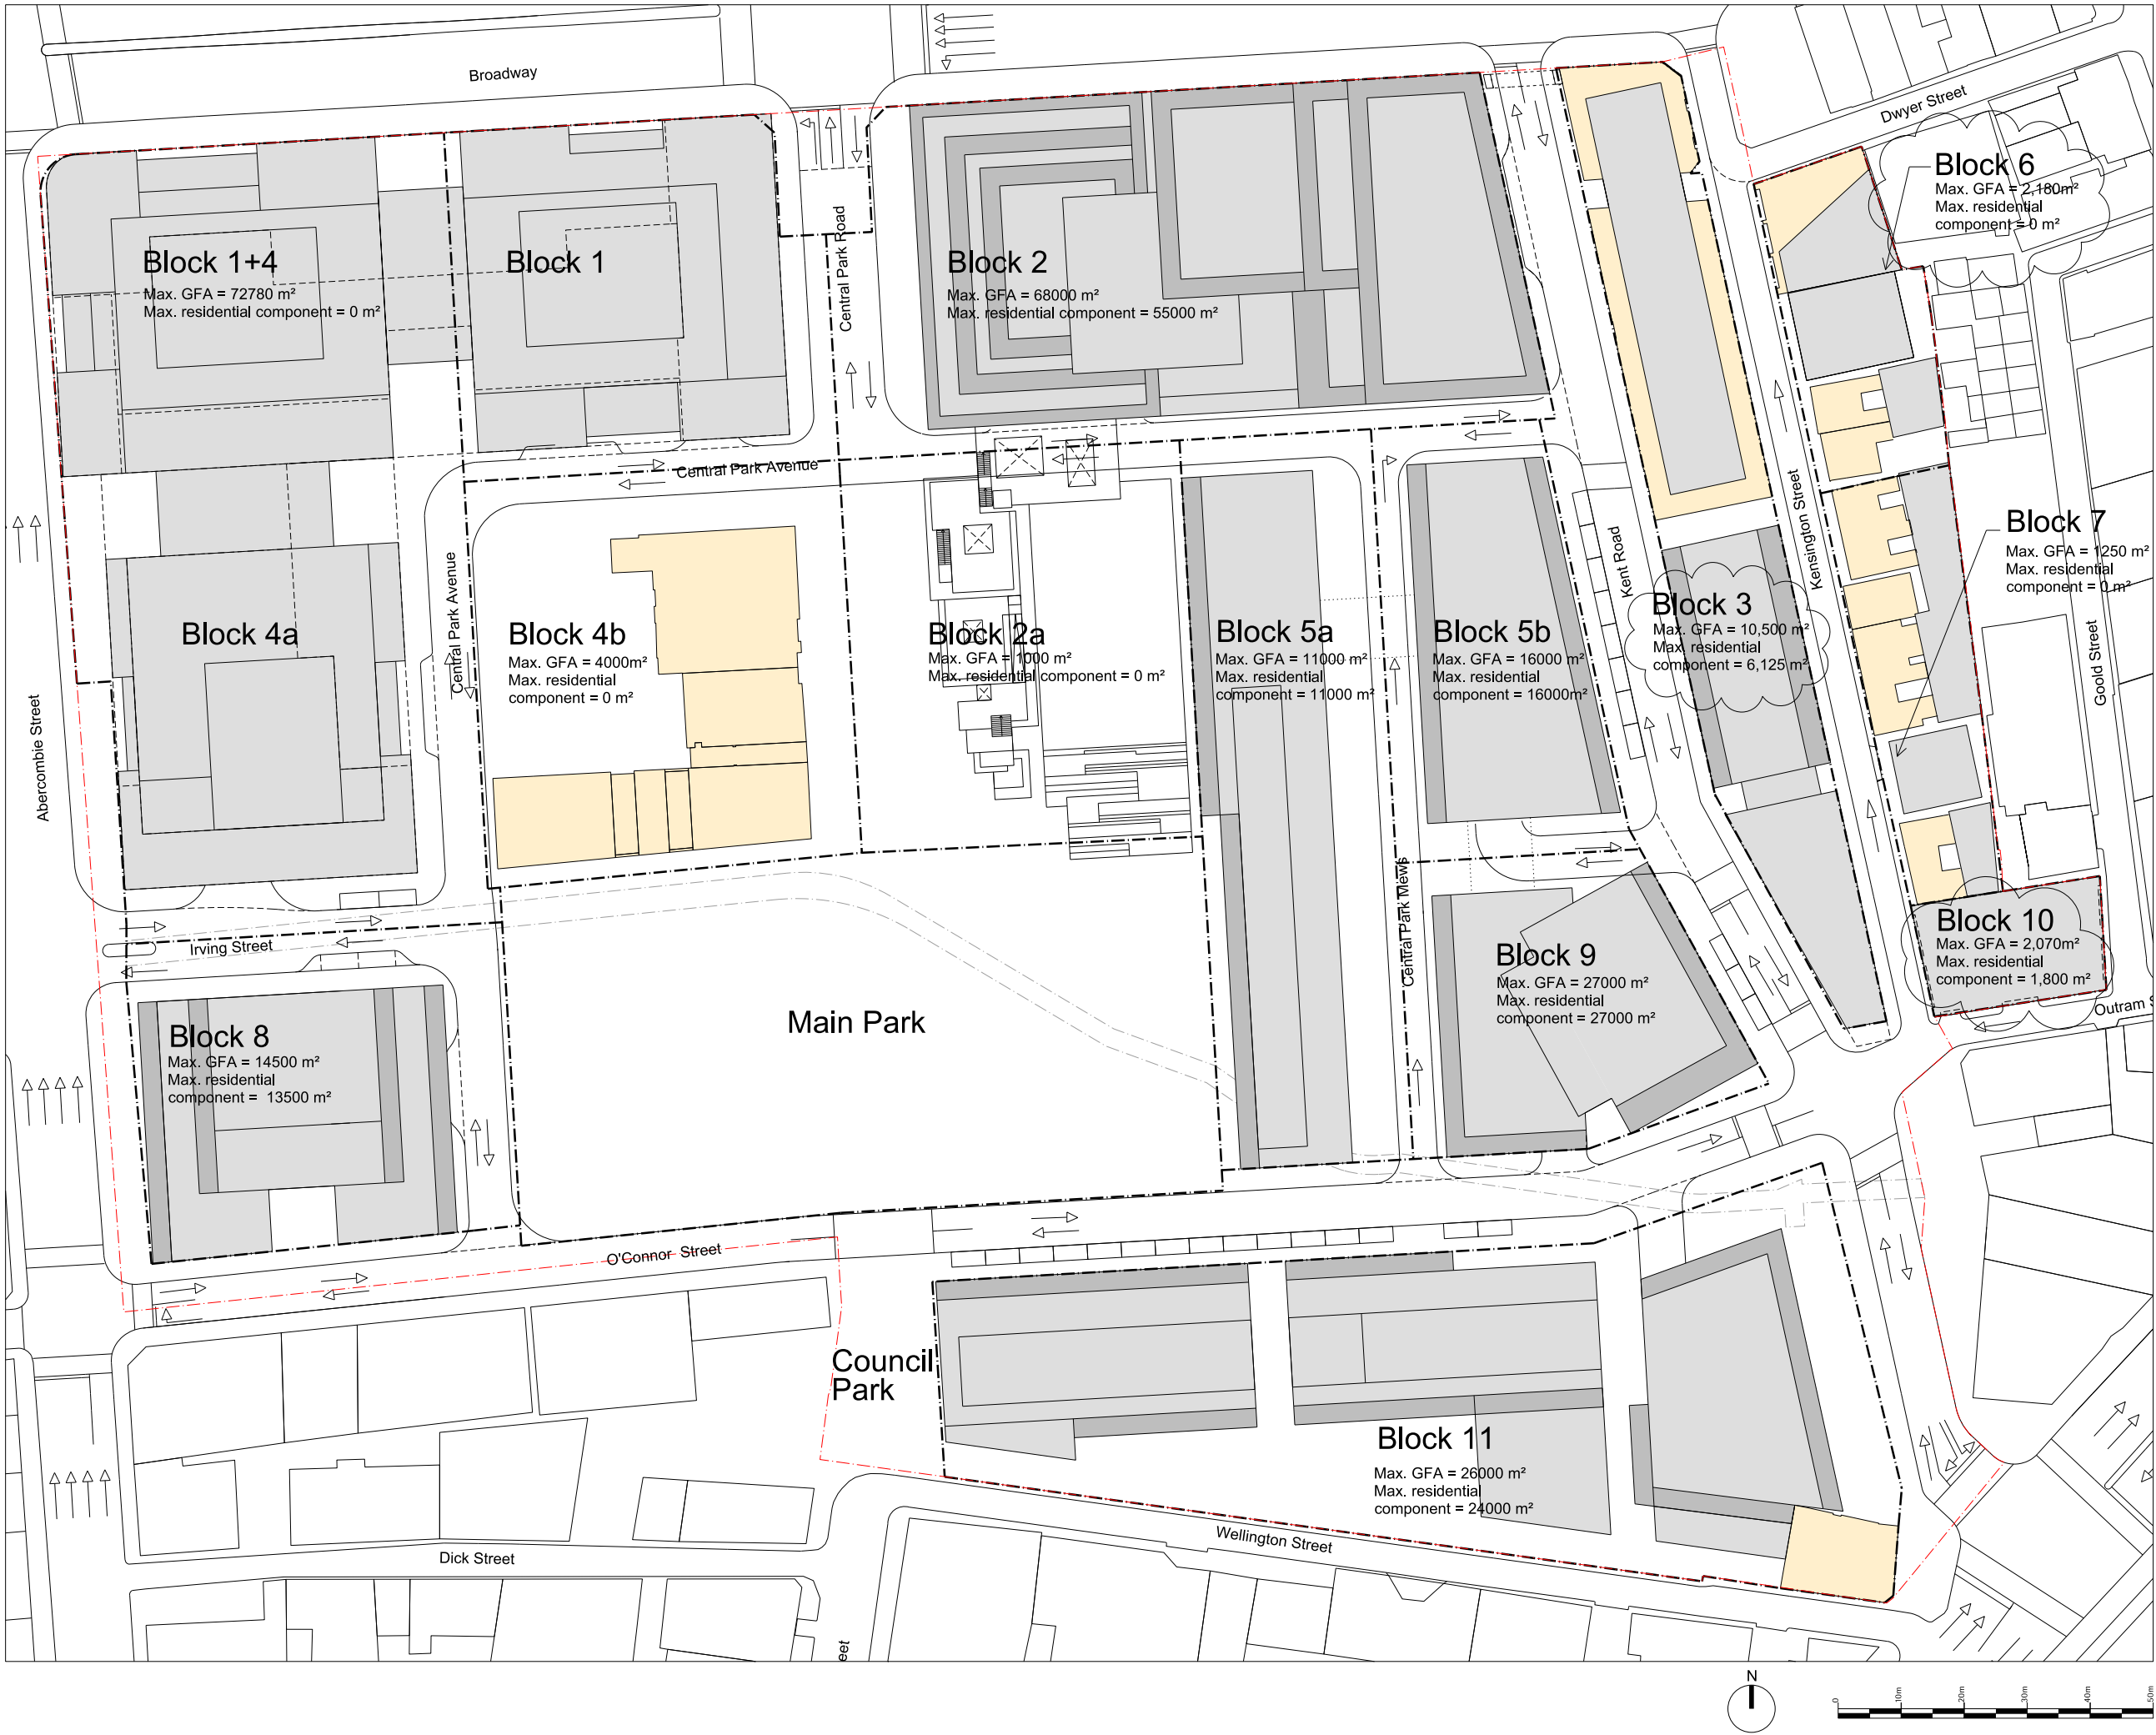 Broadway
Dwyer Street
Block 6
Max. GFA = 2,180m²
Max. residential
component = 0 m²
Block 1+4
Max. GFA = 72780 m²
Max. residential component = 0 m²
Block 1
Central Park Road
Block 2
Max. GFA = 68000 m²
Max. residential component = 55000 m²
Central Park Avenue
Kensington Street
Block 7
Max. GFA = 1250 m²
Max. residential
component = 0 m²
Kent Road
Central Park Avenue
Block 4a
Block 4b
Max. GFA = 4000m²
Max. residential
component = 0 m²
Block 2a
Max. GFA = 1000 m²
Max. residential component = 0 m²
Block 5a
Max. GFA = 11000 m²
Max. residential
component = 11000 m²
Block 5b
Max. GFA = 16000 m²
Max. residential
component = 16000m²
Block 3
Max. GFA = 10,500 m²
Max. residential
component = 6,125 m²
Goold Street
Abercombie Street
Central Park Mews
Irving Street
Block 9
Max. GFA = 27000 m²
Max. residential
component = 27000 m²
Block 10
Max. GFA = 2,070m²
Max. residential
component = 1,800 m²
Outram S
Main Park
Block 8
Max. GFA = 14500 m²
Max. residential
component = 13500 m²
O'Connor Street
Council
Park
Block 11
Max. GFA = 26000 m²
Max. residential
component = 24000 m²
Wellington Street
Dick Street
eet
N
0
10m
20m
30m
40m
50m